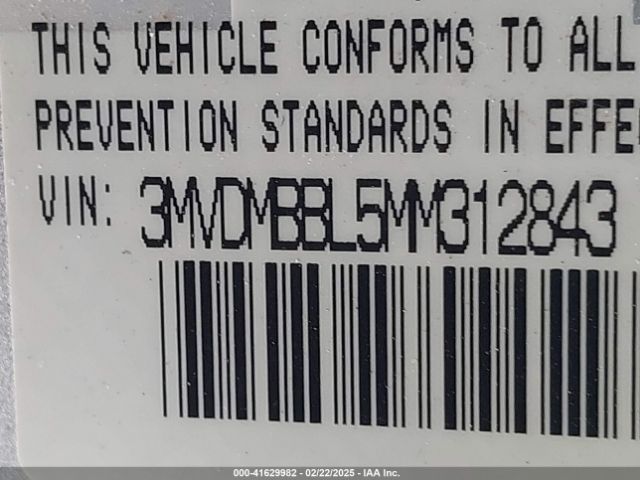 THIS VEHICLE CONFORMS TO ALL
PREVENTION STANDARDS IN EFFE
VIN: 3MVDMBBL5MM312843
000-41629982 - 02/22/2025 - IAA Inc.